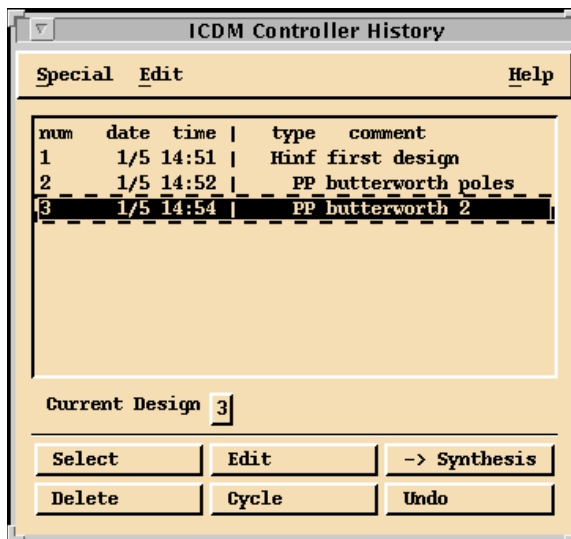 ICDM Controller History
Special Edit Help
num date time | type comment
1 1/5 14:51 | Hinf first design
2 1/5 14:52 | PP butterworth poles
3 1/5 14:54 | PP butterworth 2
Current Design 3
Select Edit -> Synthesis
Delete Cycle Undo